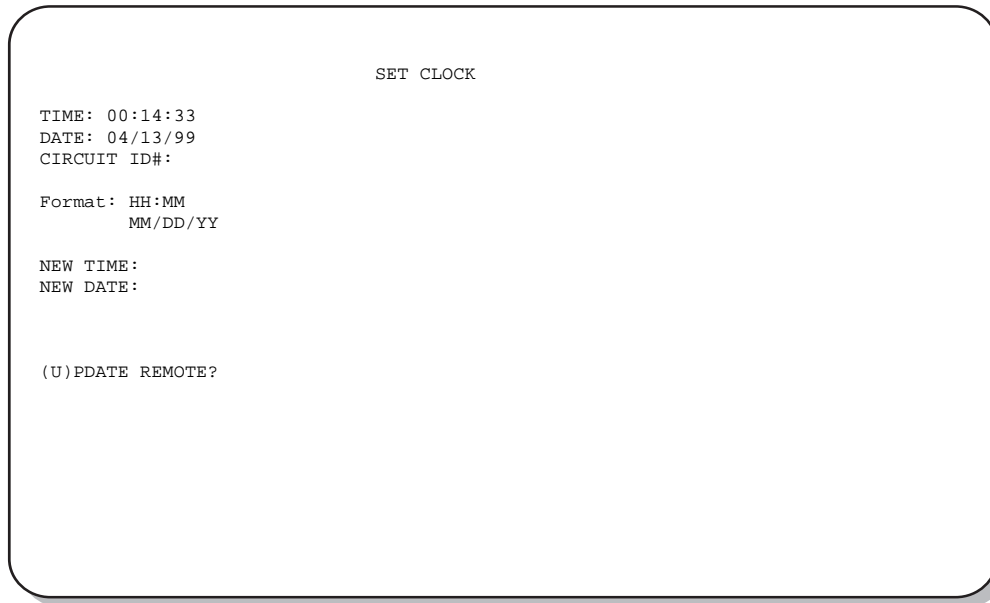 SET CLOCK
TIME: 00:14:33
DATE: 04/13/99
CIRCUIT ID#:
Format: HH:MM
MM/DD/YY
NEW TIME:
NEW DATE:
(U)PDATE REMOTE?